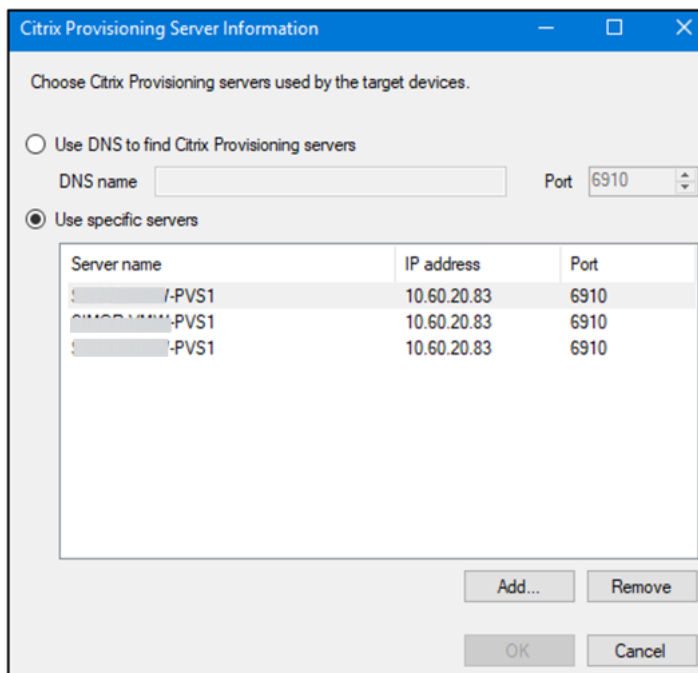 Citrix Provisioning Server Information
Choose Citrix Provisioning servers used by the target devices.
Use DNS to find Citrix Provisioning servers
DNS name Port 6910
Use specific servers
Server name IP address Port
-PVS1 10.60.20.83 6910
-PVS1 10.60.20.83 6910
-PVS1 10.60.20.83 6910
Add... Remove
OK Cancel